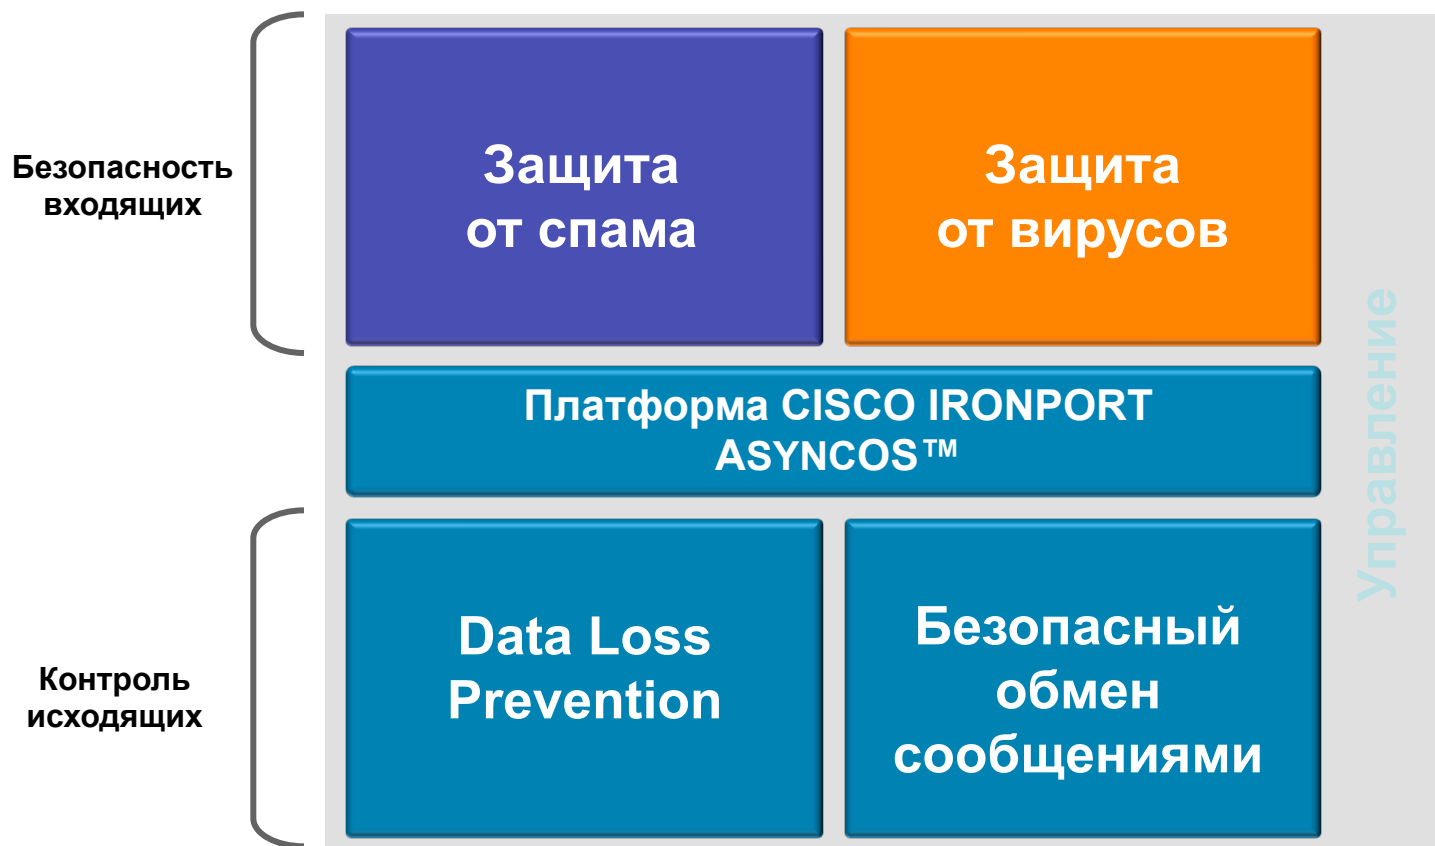 Безопасность
входящих
Защита
от спама
Защита
от вирусов
Платформа CISCO IRONPORT
ASYNCOS™
Управление
Контроль
исходящих
Data Loss
Prevention
Безопасный
обмен
сообщениями